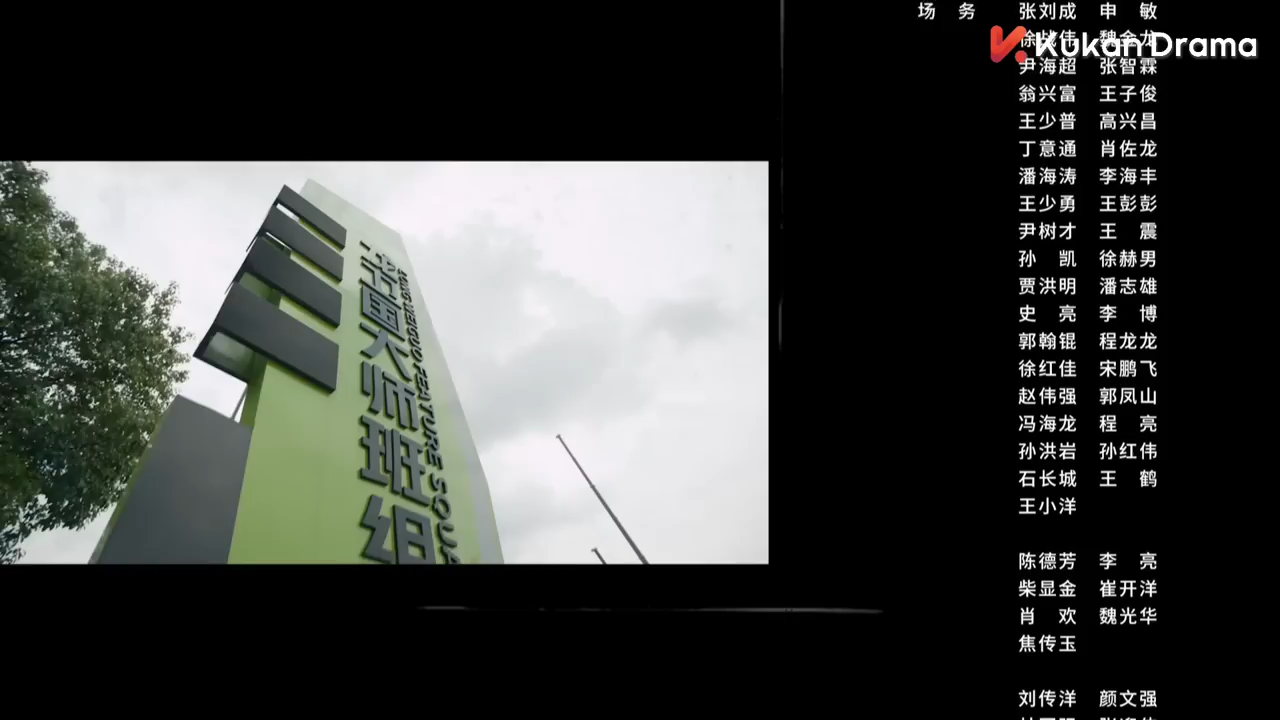 场 务 张刘成 申 敏
Kukan Drama
尹海超 张智霖
翁兴富 王子俊
王少普 高兴昌
丁意通 肖佐龙
潘海涛 李海丰
王少勇 王彭彭
尹树才 王 震
孙 凯 徐赫男
贾洪明 潘志雄
史 亮 李 博
郭翰锟 程龙龙
徐红佳 宋鹏飞
赵伟强 郭凤山
冯海龙 程 亮
孙洪岩 孙红伟
石长城 王 鹤
王小洋
陈德芳 李 亮
柴显金 崔开洋
肖 欢 魏光华
焦传玉
刘传洋 颜文强
国大师班组
FEATURE SQUA